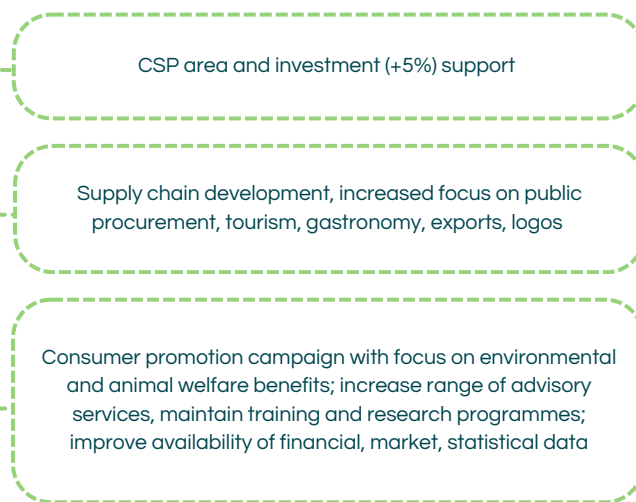 CSP area and investment (+5%) support
Supply chain development, increased focus on public
procurement, tourism, gastronomy, exports, logos
Consumer promotion campaign with focus on environmental
and animal welfare benefits; increase range of advisory
services, maintain training and research programmes;
improve availability of financial, market, statistical data